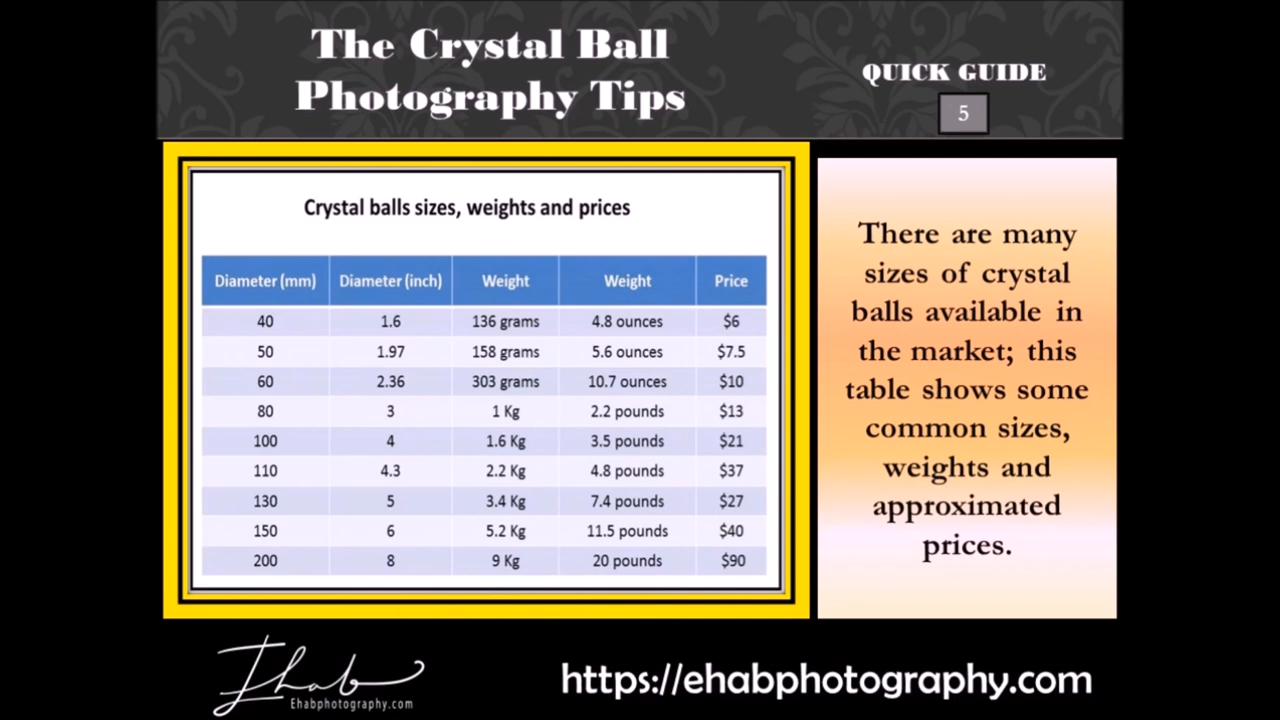 The Crystal Ball
Photography Tips
QUICK GUIDE
5
Crystal balls sizes, weights and prices
Diameter (mm) Diameter (inch) Weight Weight Price
40 1.6 136 grams 4.8 ounces $6
50 1.97 158 grams 5.6 ounces $7.5
60 2.36 303 grams 10.7 ounces $10
80 3 1 Kg 2.2 pounds $13
100 4 1.6 Kg 3.5 pounds $21
110 4.3 2.2 Kg 4.8 pounds $37
130 5 3.4 Kg 7.4 pounds $27
150 6 5.2 Kg 11.5 pounds $40
200 8 9 Kg 20 pounds $90
There are many
sizes of crystal
balls available in
the market; this
table shows some
common sizes,
weights and
approximated
prices.
Ehab
Ehabphotography.com
https://ehabphotography.com